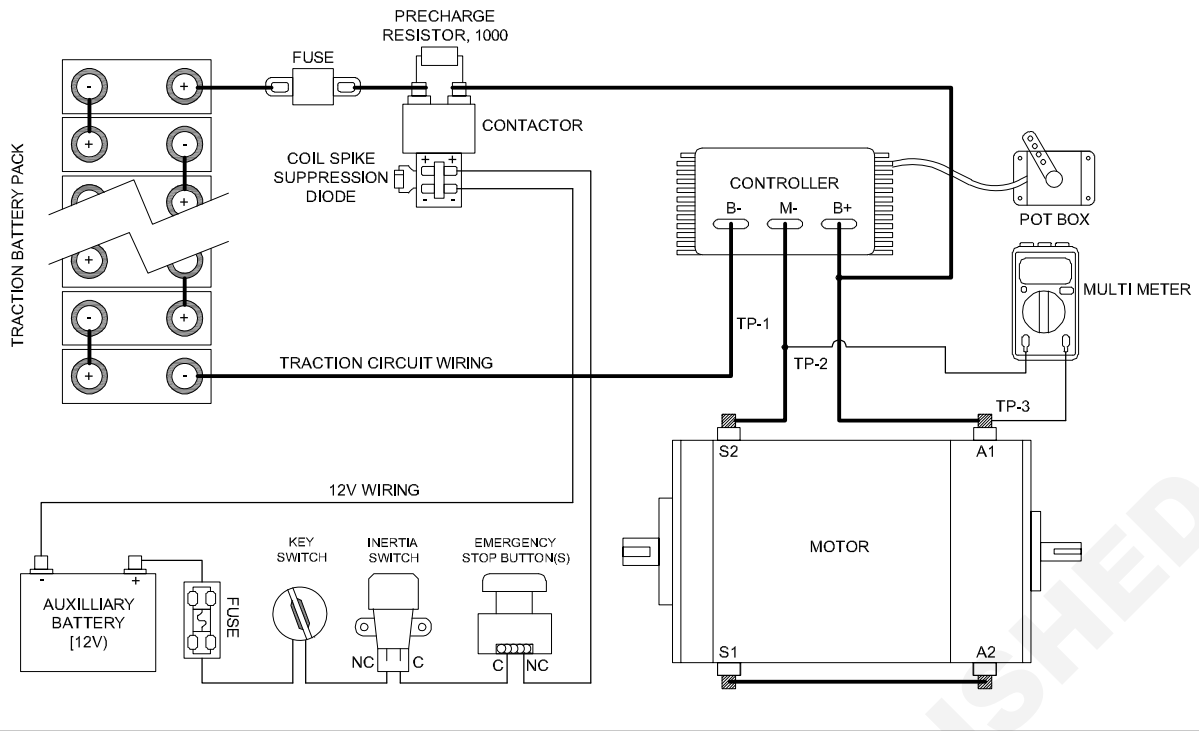 PRECHARGE
RESISTOR, 1000
FUSE
- +
CONTACTOR
+ -
COIL SPIKE
SUPPRESSION
DIODE
+ +
- -
TRACTION BATTERY PACK
+
+
CONTROLLER
B- M- B+
POT BOX
MULTI METER
- +
TP-1
TP-2
TRACTION CIRCUIT WIRING
+ -
TP-3
S2 A1
12V WIRING
KEY
SWITCH
INERTIA
SWITCH
EMERGENCY
STOP BUTTON(S)
MOTOR
- +
AUXILLIARY
BATTERY
[12V)
FUSE
NC C
C NC
S1 A2